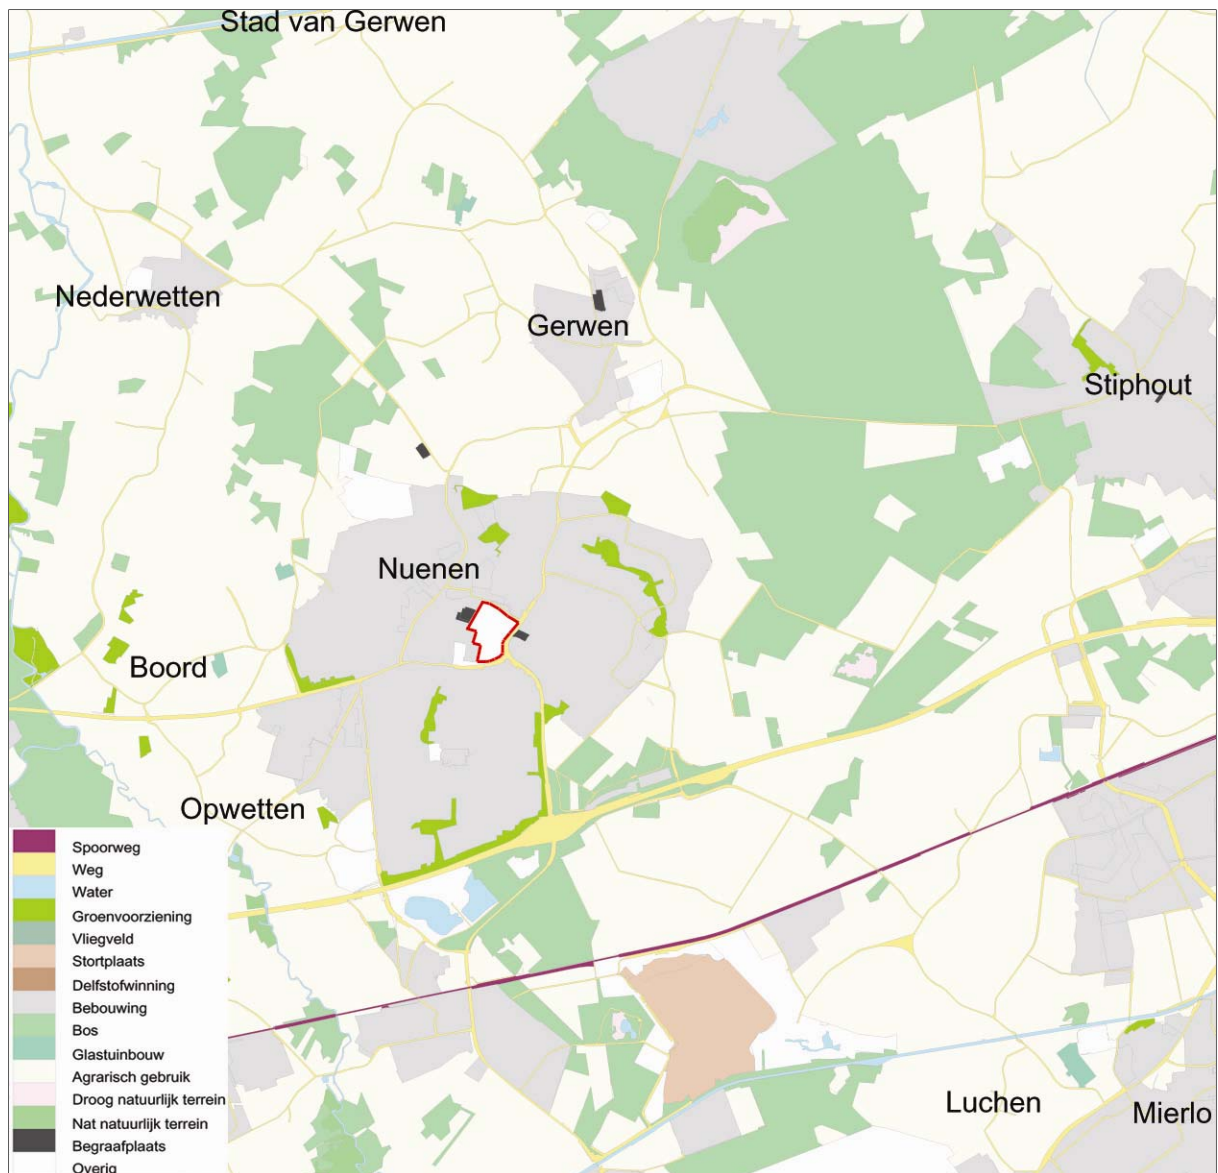 Stad van Gerwen
Nederwetten
Gerwen
Stiphout
Nuenen
Boord
Opwetten
Luchen
Mierlo
Spoorweg
Weg
Water
Groenvoorziening
Vliegveld
Stortplaats
Delfstofwinning
Bebouwing
Bos
Glastuinbouw
Agrarisch gebruik
Droog natuurlijk terrein
Nat natuurlijk terrein
Begraafplaats
Overig